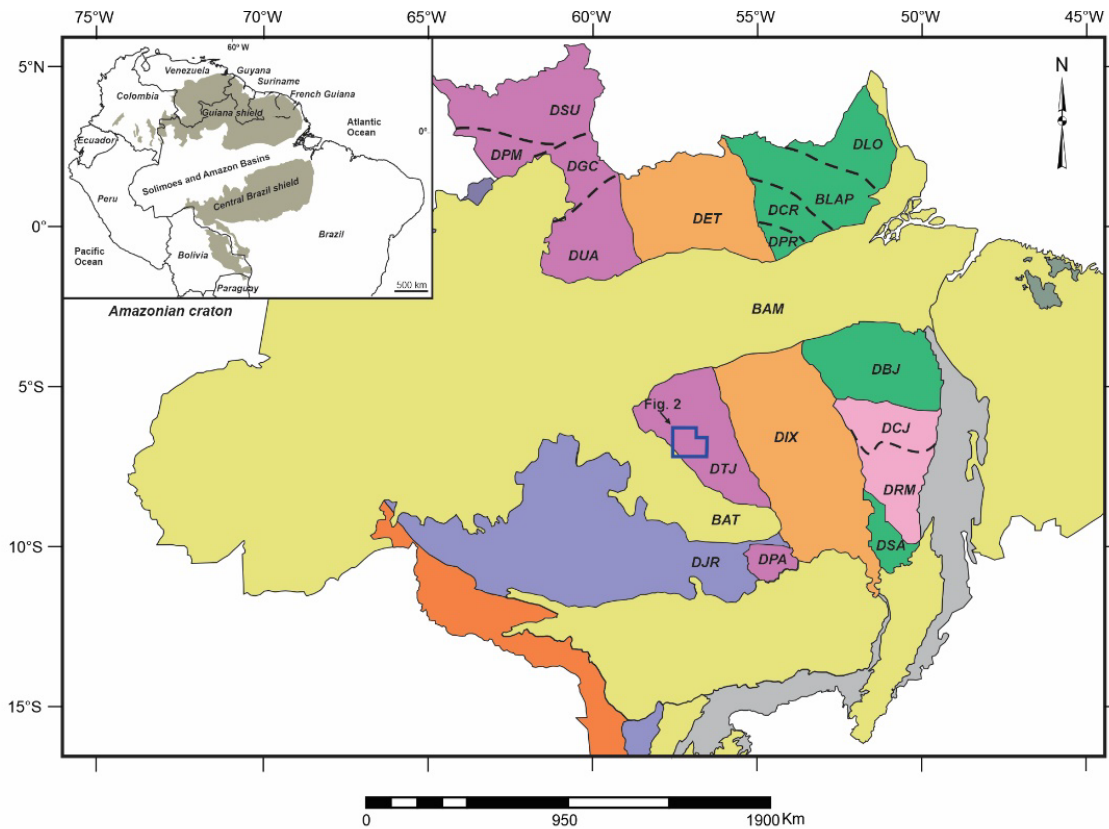 75°W 70°W 65°W 60°W 55°W 50°W 45°W
5°N
0°
5°S
10°S
15°S
60° W
Venezuela
Guyana
Suriname
French Guiana
Colombia
Guiana shield
Atlantic
Ocean
0°
Ecuador
Solimoes and Amazon Basins
Peru
Central Brazil shield
Brazil
Pacific
Ocean
Bolivia
Paraguay
500 km
Amazonian craton
N
DSU
DPM
DGC
DUA
DET
DLO
BLAP
DCR
DPR
BAM
DBJ
DCJ
Fig. 2
DIX
DTJ
DRM
BAT
DSA
DJR
DPA
0 950 1900 Km